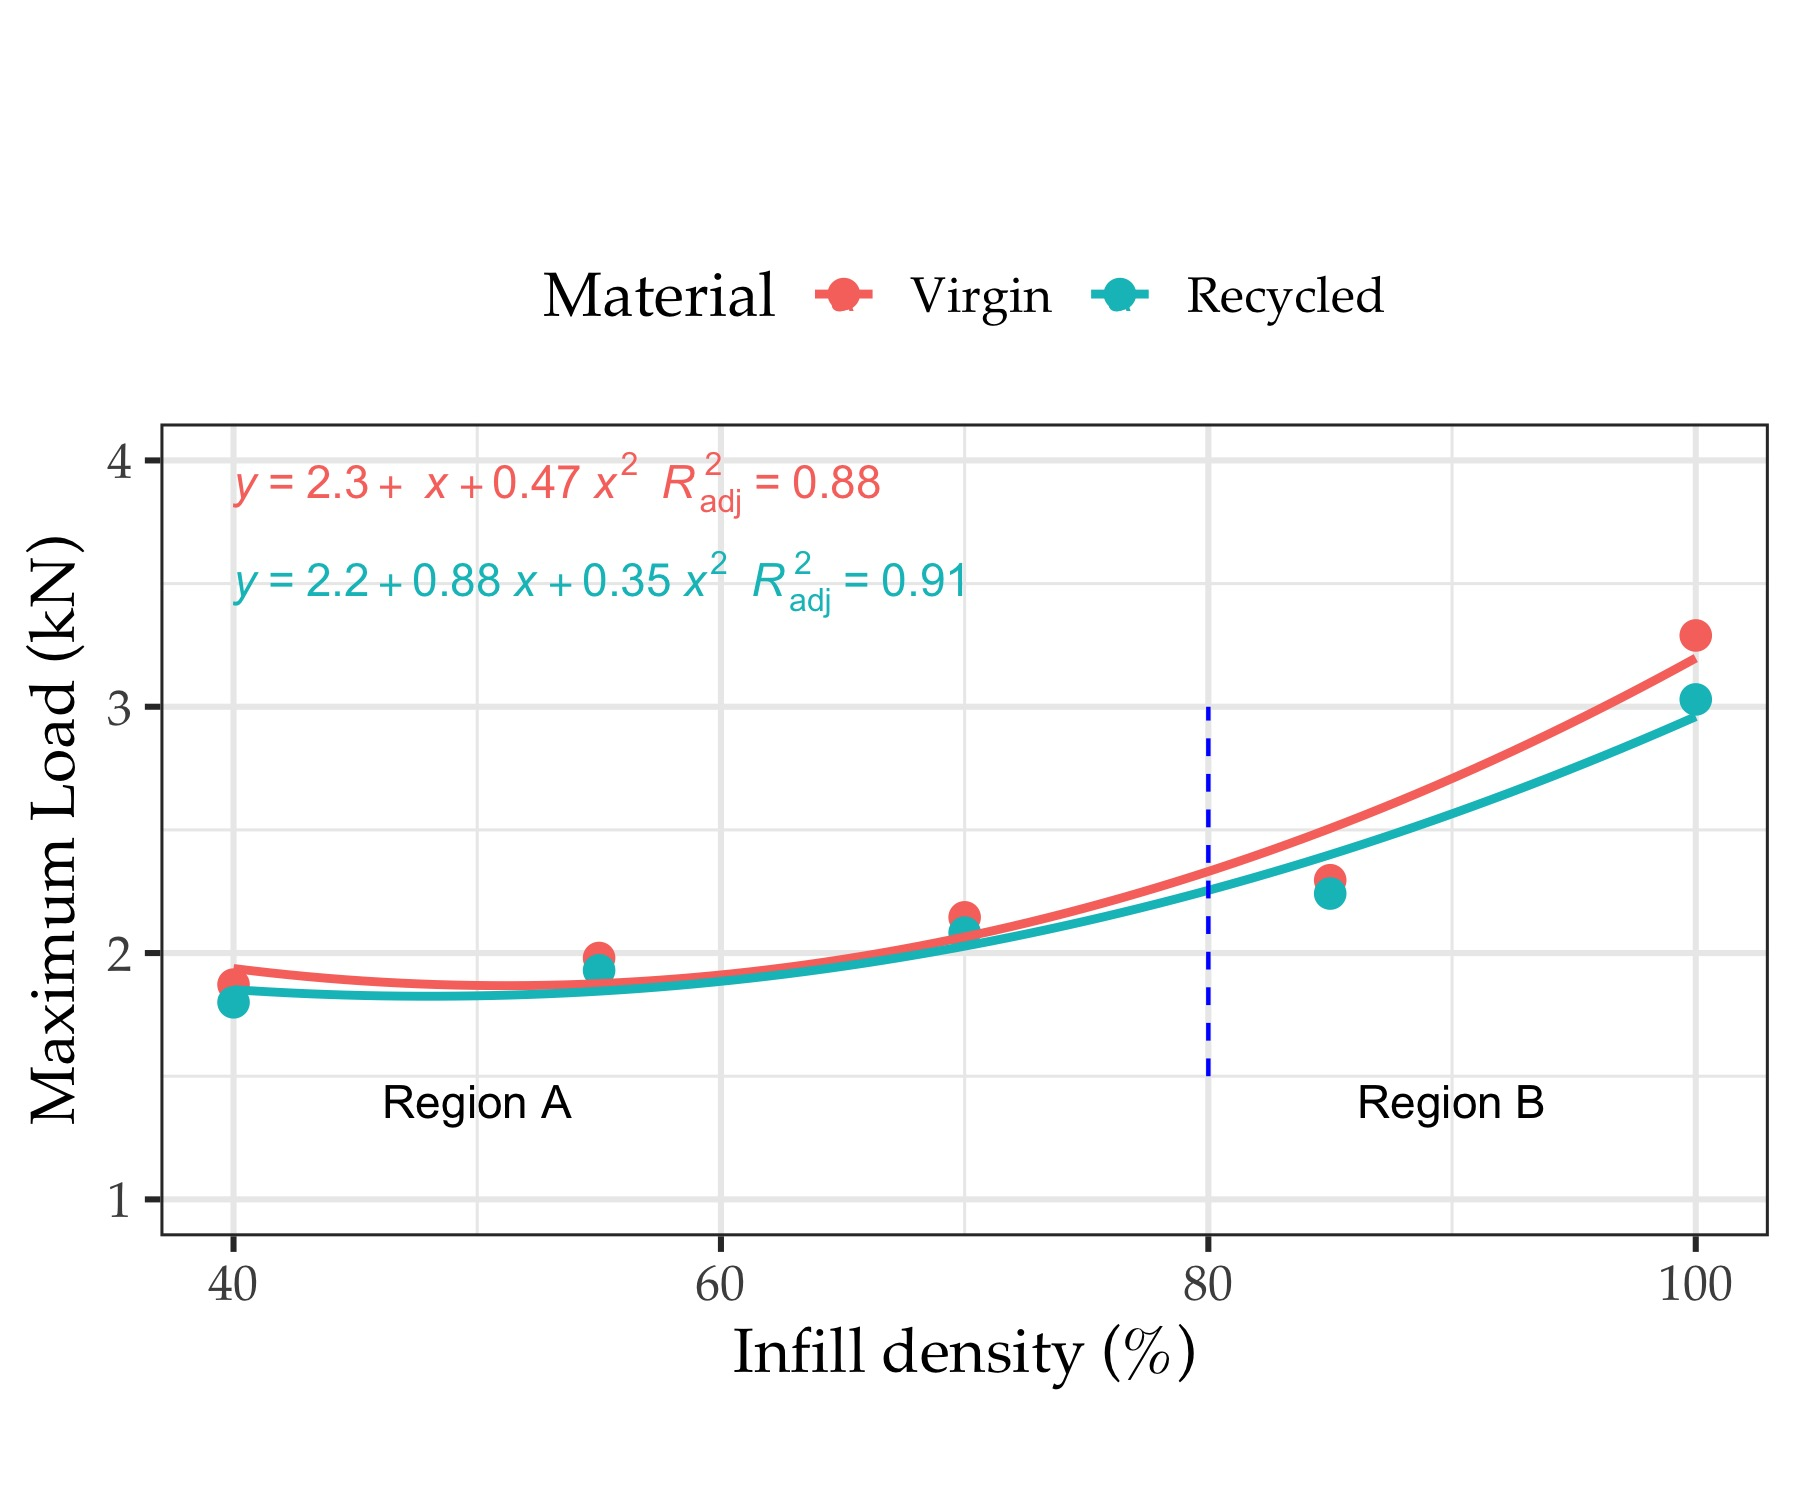 Material Virgin Recycled
4
y = 2.3 + x + 0.47 x² R²adj = 0.88
y = 2.2 + 0.88 x + 0.35 x² R²adj = 0.91
3
2
Region A Region B
1
40 60 80 100
Infill density (%)
Maximum Load (kN)